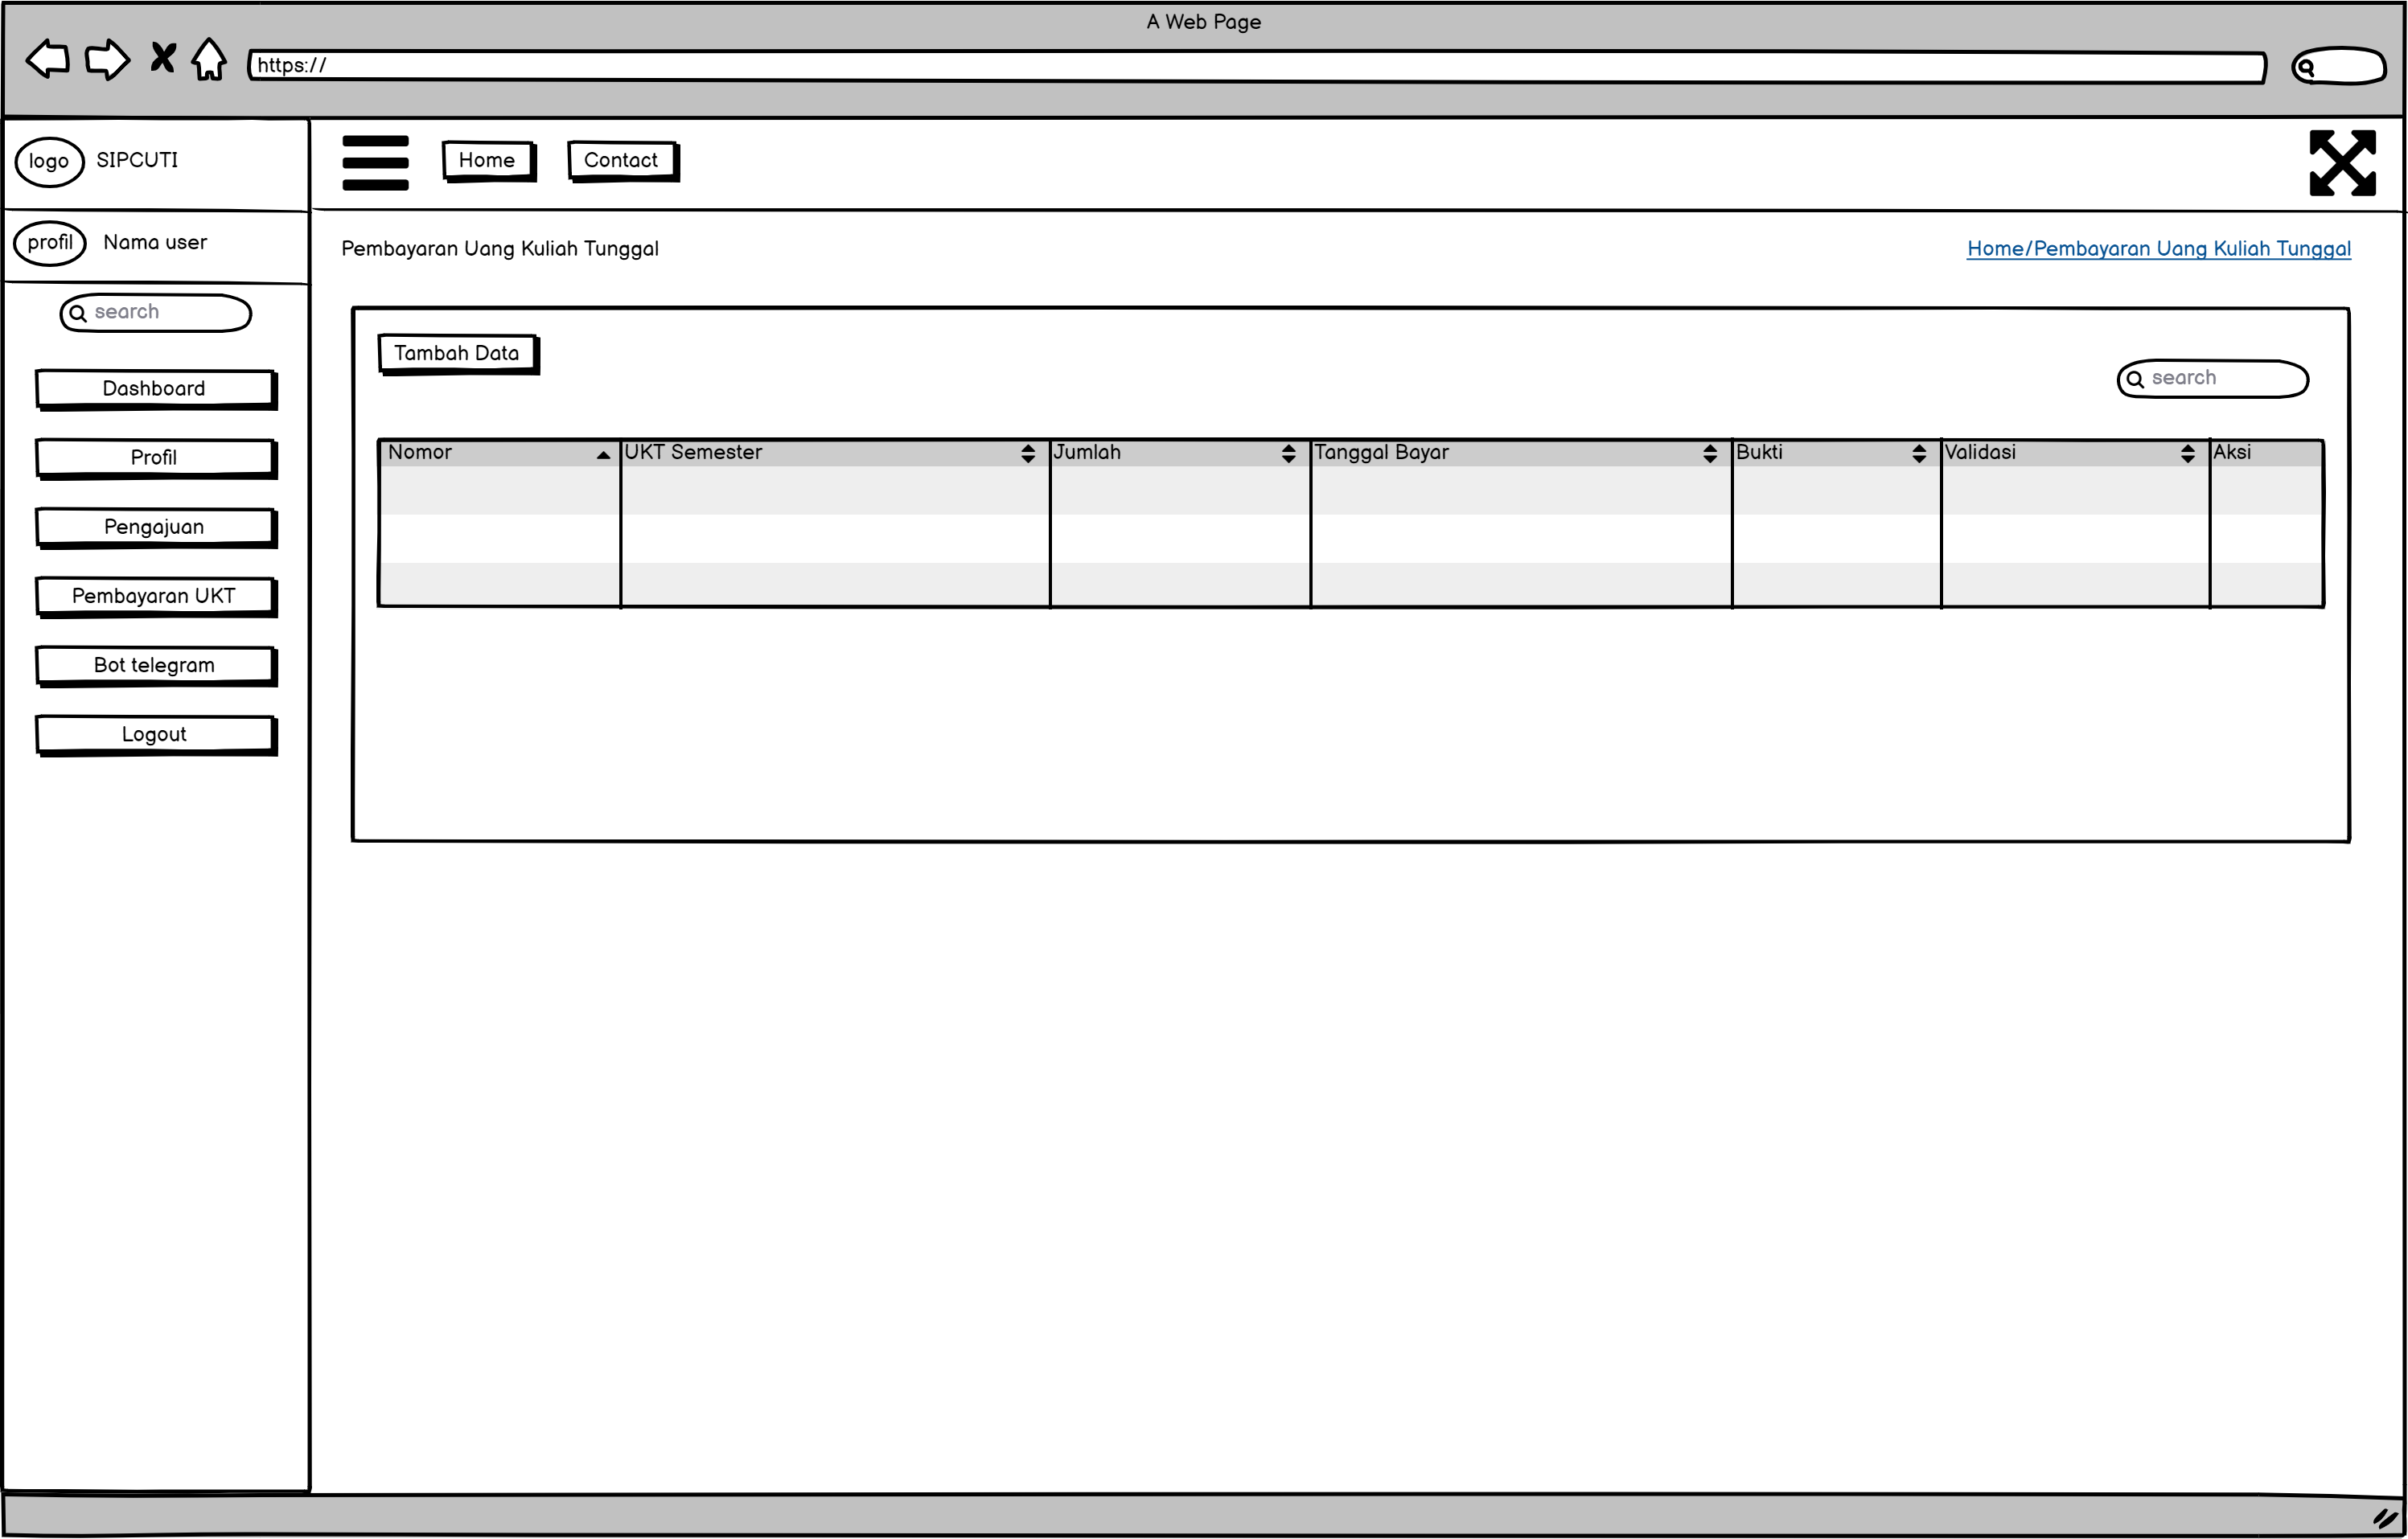 A Web Page
https://
logo SIPCUTI
Home Contact
profil Nama user
Pembayaran Uang Kuliah Tunggal
Home/Pembayaran Uang Kuliah Tunggal
search
Dashboard
Profil
Pengajuan
Pembayaran UKT
Bot telegram
Logout
Tambah Data
search
Nomor UKT Semester Jumlah Tanggal Bayar Bukti Validasi Aksi